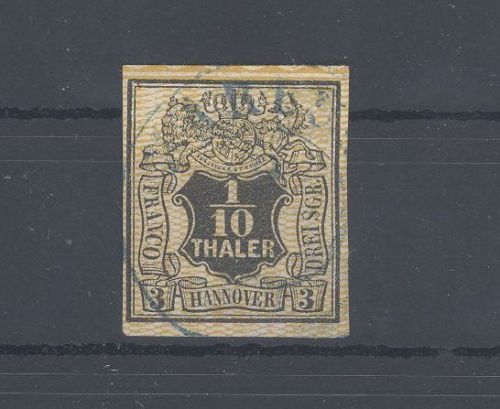 1
10
THALER
FRANCO
DREI SGR.
3 HANNOVER 3